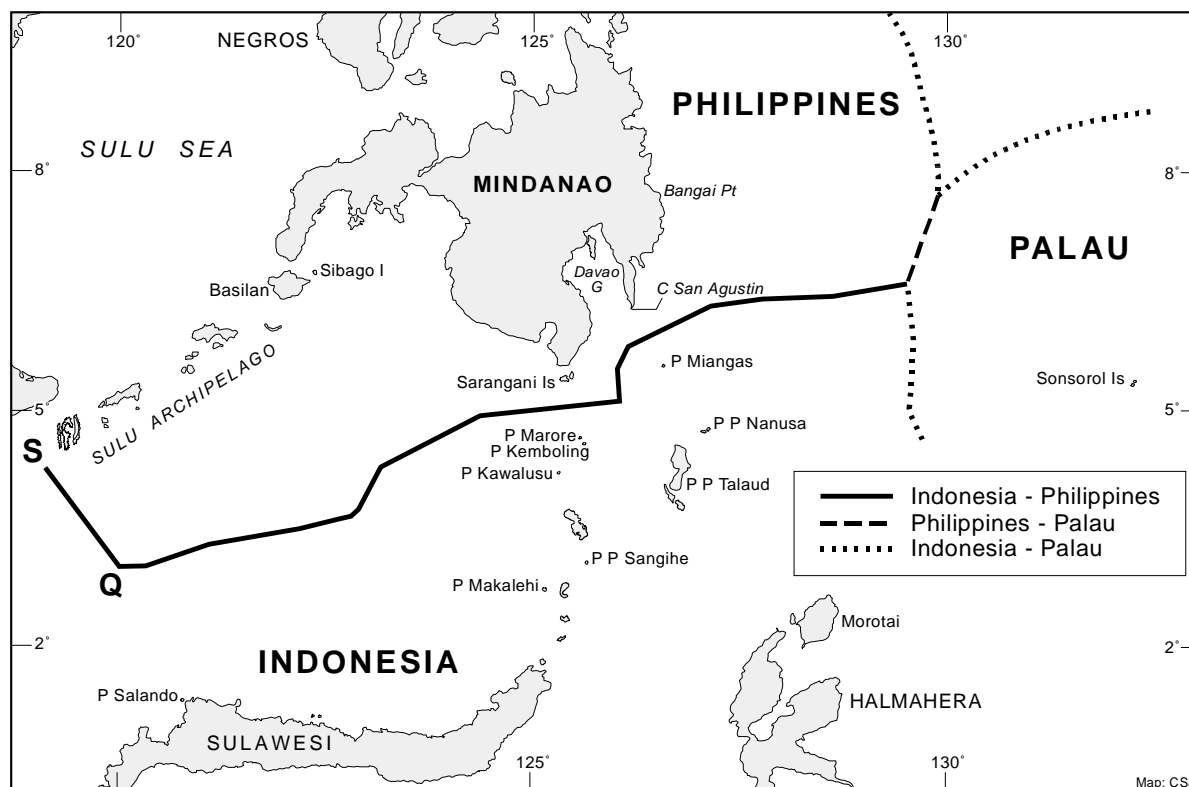 120°
125°
130°
NEGROS
PHILIPPINES
SULU SEA
8°
8°
MINDANAO
Bangai Pt
PALAU
Sibago I
Davao
G
Basilan
C San Agustin
P Miangas
Sarangani Is
Sonsorol Is
5°
5°
SULU ARCHIPELAGO
P P Nanusa
P Marore
P Kemboling
S
P Kawalusu
P P Talaud
Indonesia - Philippines
Philippines - Palau
Indonesia - Palau
P P Sangihe
Q
P Makalehi
Morotai
2°
2°
INDONESIA
P Salando
HALMAHERA
SULAWESI
125°
130°
Map: CS